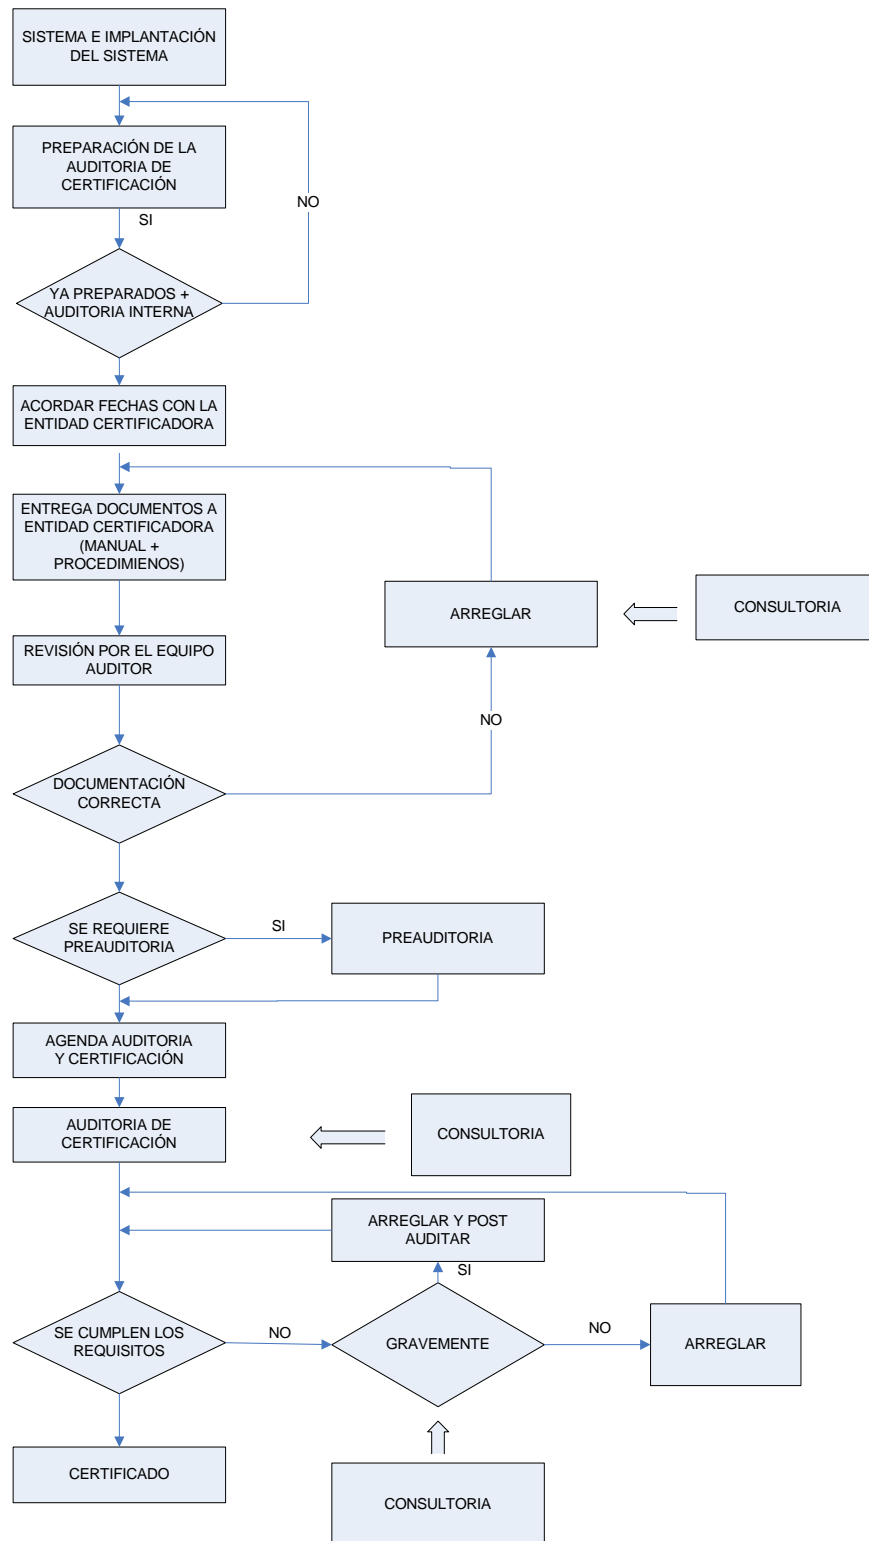 SISTEMA E IMPLANTACIÓN
DEL SISTEMA
PREPARACIÓN DE LA
AUDITORIA DE
CERTIFICACIÓN
NO
SI
YA PREPARADOS +
AUDITORIA INTERNA
ACORDAR FECHAS CON LA
ENTIDAD CERTIFICADORA
ENTREGA DOCUMENTOS A
ENTIDAD CERTIFICADORA
(MANUAL +
PROCEDIMIENOS)
ARREGLAR
CONSULTORIA
REVISIÓN POR EL EQUIPO
AUDITOR
NO
DOCUMENTACIÓN
CORRECTA
SE REQUIERE
PREAUDITORIA
SI
PREAUDITORIA
AGENDA AUDITORIA
Y CERTIFICACIÓN
AUDITORIA DE
CERTIFICACIÓN
CONSULTORIA
ARREGLAR Y POST
AUDITAR
SI
SE CUMPLEN LOS
REQUISITOS
NO
GRAVEMENTE
NO
ARREGLAR
CERTIFICADO
CONSULTORIA